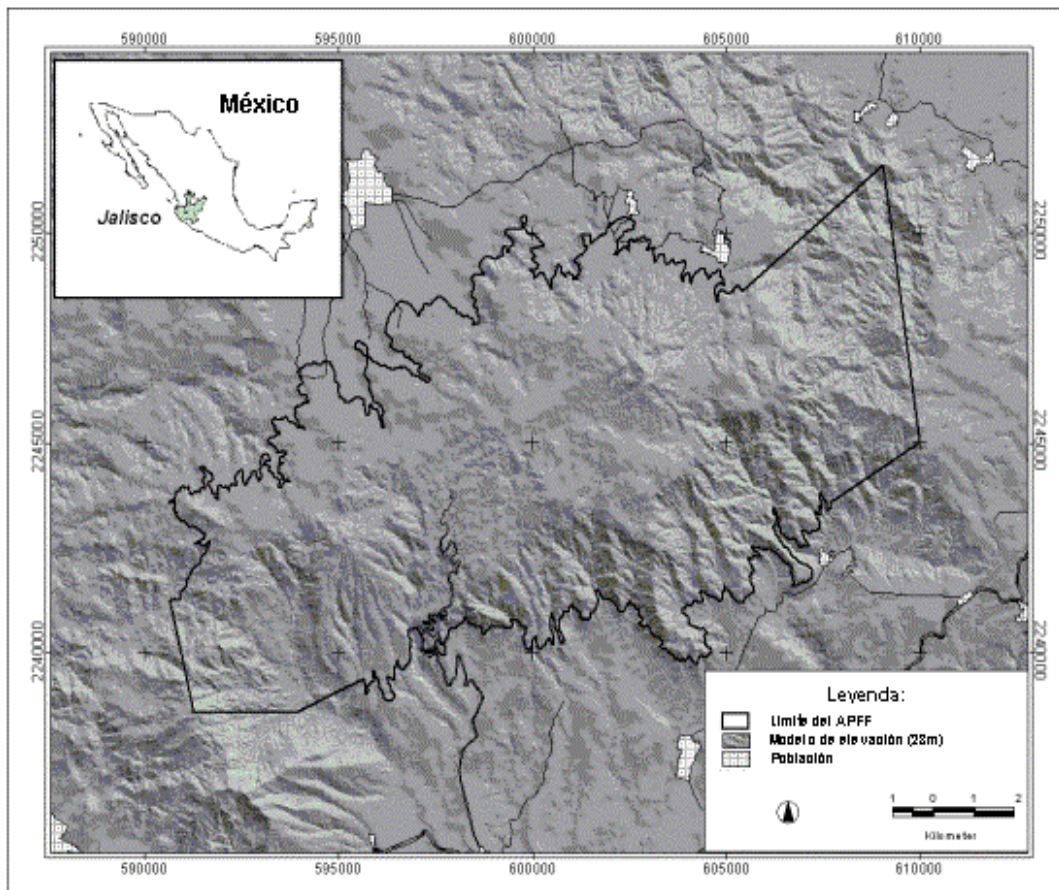 590000 595000 600000 605000 610000
México
Jalisco
2250000
2250000
2245000
2245000
2240000
2240000
Leyenda:
Limite del APFF
Modelo de elevación (28m)
Población
1 0 1 2
Kilometer
590000 595000 600000 605000 610000